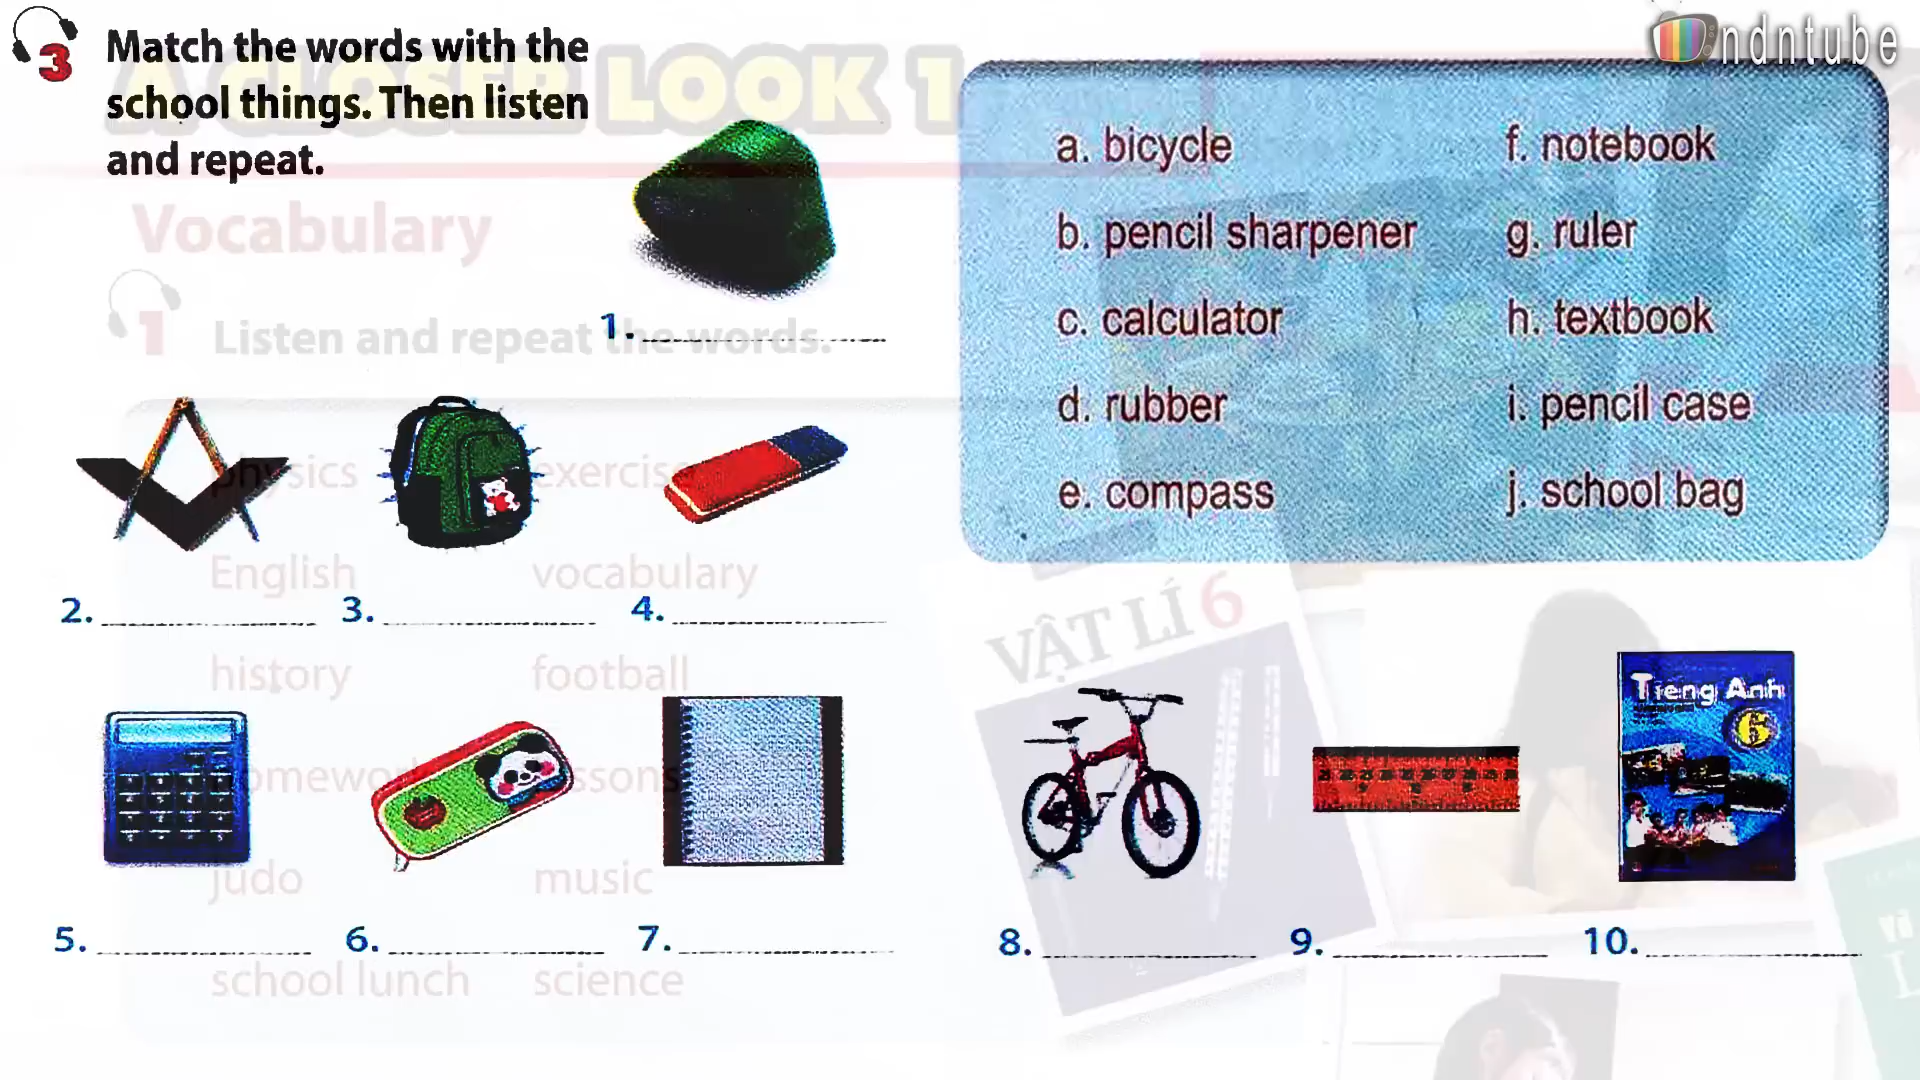 ndntube
3 Match the words with the
school things. Then listen
and repeat.
A CLOSER LOOK 1
Vocabulary
1 Listen and repeat the words.
physics
exercise
English
vocabulary
history
football
homework
lessons
judo
music
school lunch
science
a. bicycle
b. pencil sharpener
c. calculator
d. rubber
e. compass
f. notebook
g. ruler
h. textbook
i. pencil case
j. school bag
1.
2.
3.
4.
5.
6.
7.
8.
9.
10.
VẬT LÍ 6
Tieng Anh
6